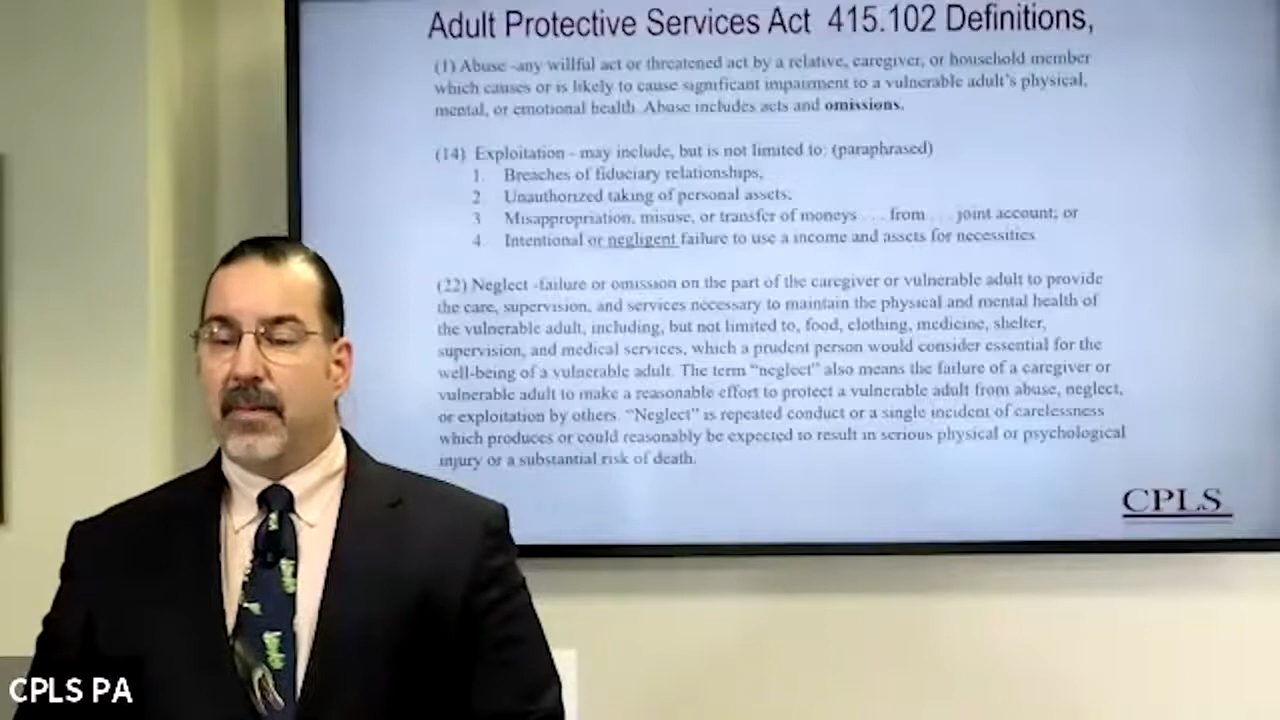 Adult Protective Services Act 415.102 Definitions,
(1) Abuse -any willful act or threatened act by a relative, caregiver, or household member
which causes or is likely to cause significant impairment to a vulnerable adult's physical,
mental, or emotional health. Abuse includes acts and omissions.
(14) Exploitation - may include, but is not limited to: (paraphrased)
1. Breaches of fiduciary relationships;
2 Unauthorized taking of personal assets;
3 Misappropriation, misuse, or transfer of moneys . . . from . . . joint account; or
4. Intentional or negligent failure to use a income and assets for necessities
(22) Neglect -failure or omission on the part of the caregiver or vulnerable adult to provide
the care, supervision, and services necessary to maintain the physical and mental health of
the vulnerable adult, including, but not limited to, food, clothing, medicine, shelter,
supervision, and medical services, which a prudent person would consider essential for the
well-being of a vulnerable adult. The term "neglect" also means the failure of a caregiver or
vulnerable adult to make a reasonable effort to protect a vulnerable adult from abuse, neglect,
or exploitation by others. "Neglect" is repeated conduct or a single incident of carelessness
which produces or could reasonably be expected to result in serious physical or psychological
injury or a substantial risk of death.
CPLS
CPLS PA